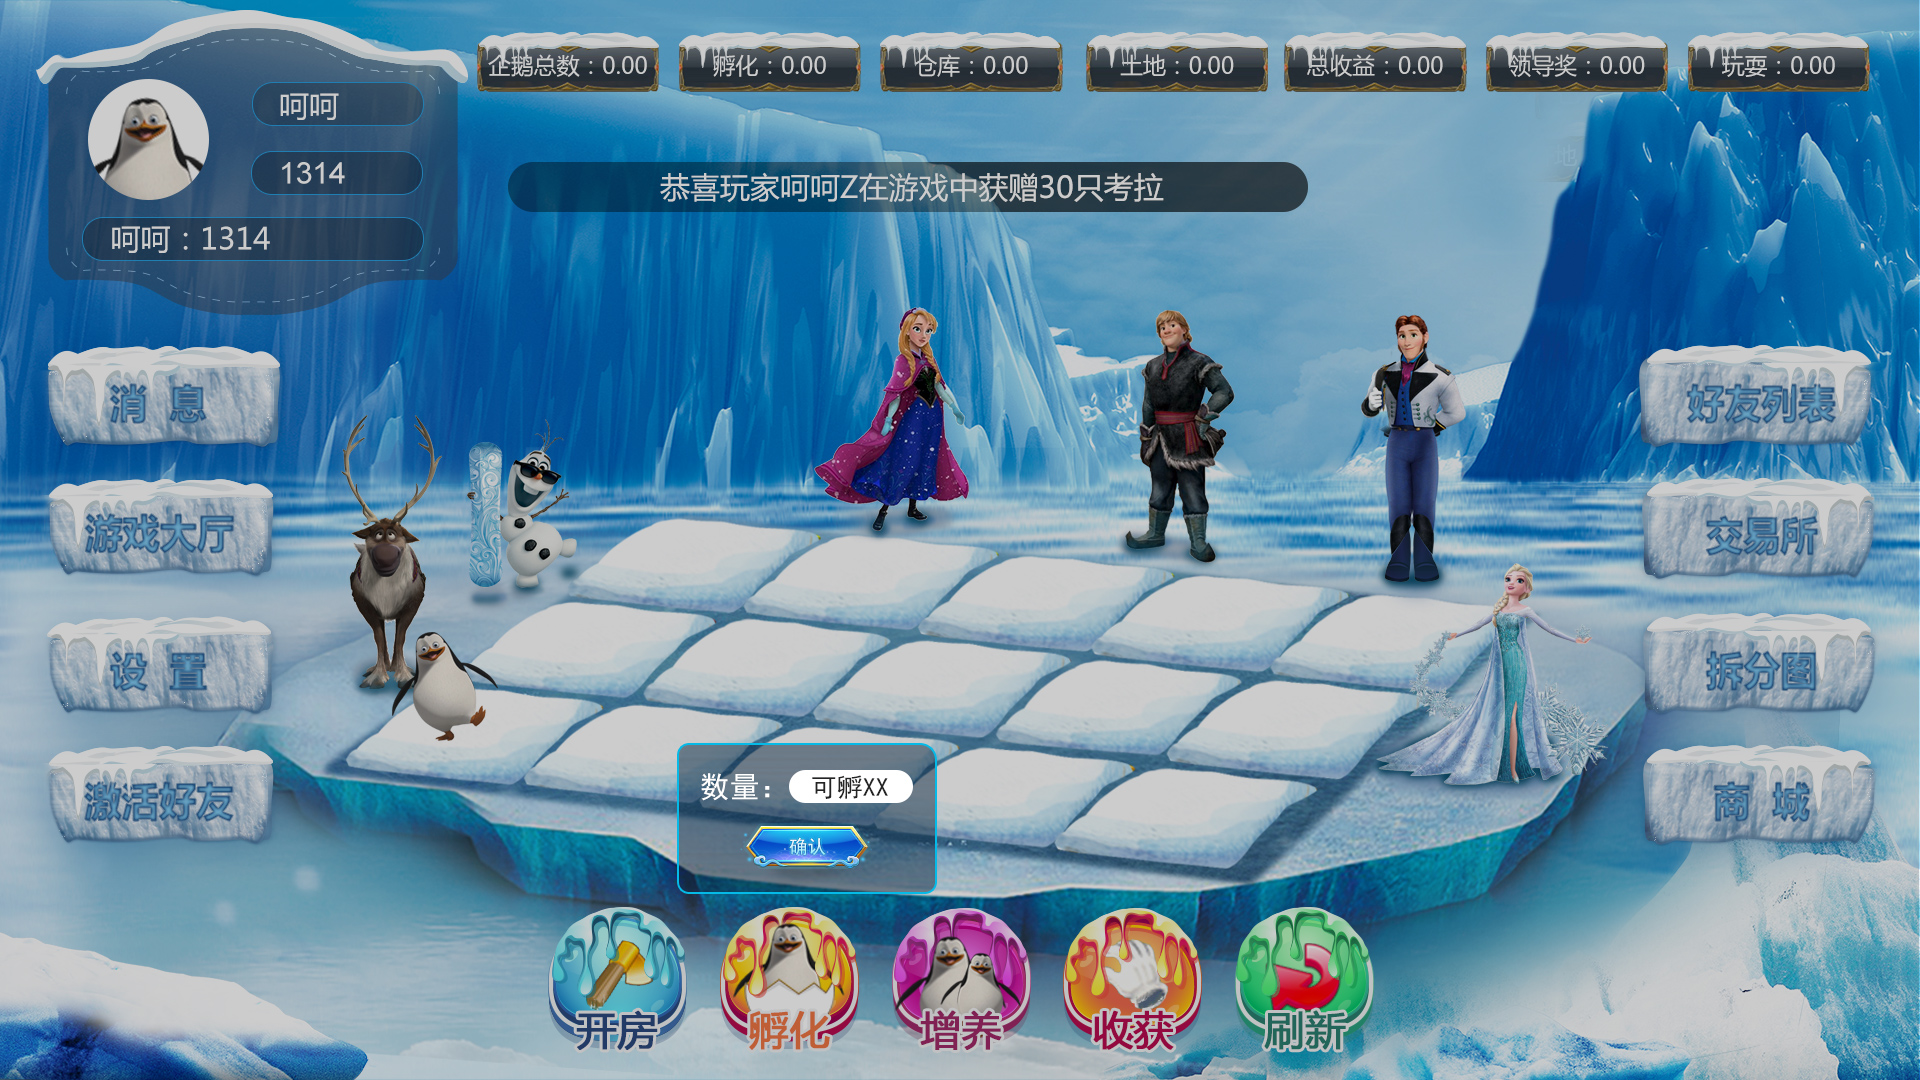 企鹅总数：0.00
孵化：0.00
仓库：0.00
土地：0.00
总收益：0.00
领导奖：0.00
玩耍：0.00
呵呵
1314
呵呵：1314
恭喜玩家呵呵Z在游戏中获赠30只考拉
地
消 息
游戏大厅
设 置
激活好友
好友列表
交易所
拆分图
商 城
数量：
可孵XX
确认
开房
孵化
增养
收获
刷新